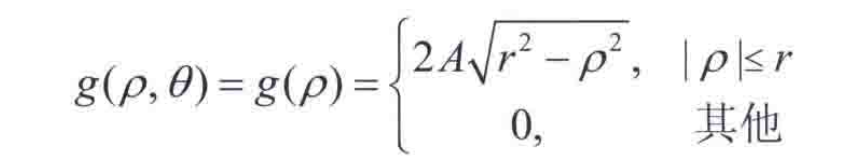 g(ρ, θ) = g(ρ) = { 2A√(r² − ρ²), |ρ| ≤ r
0, 其他